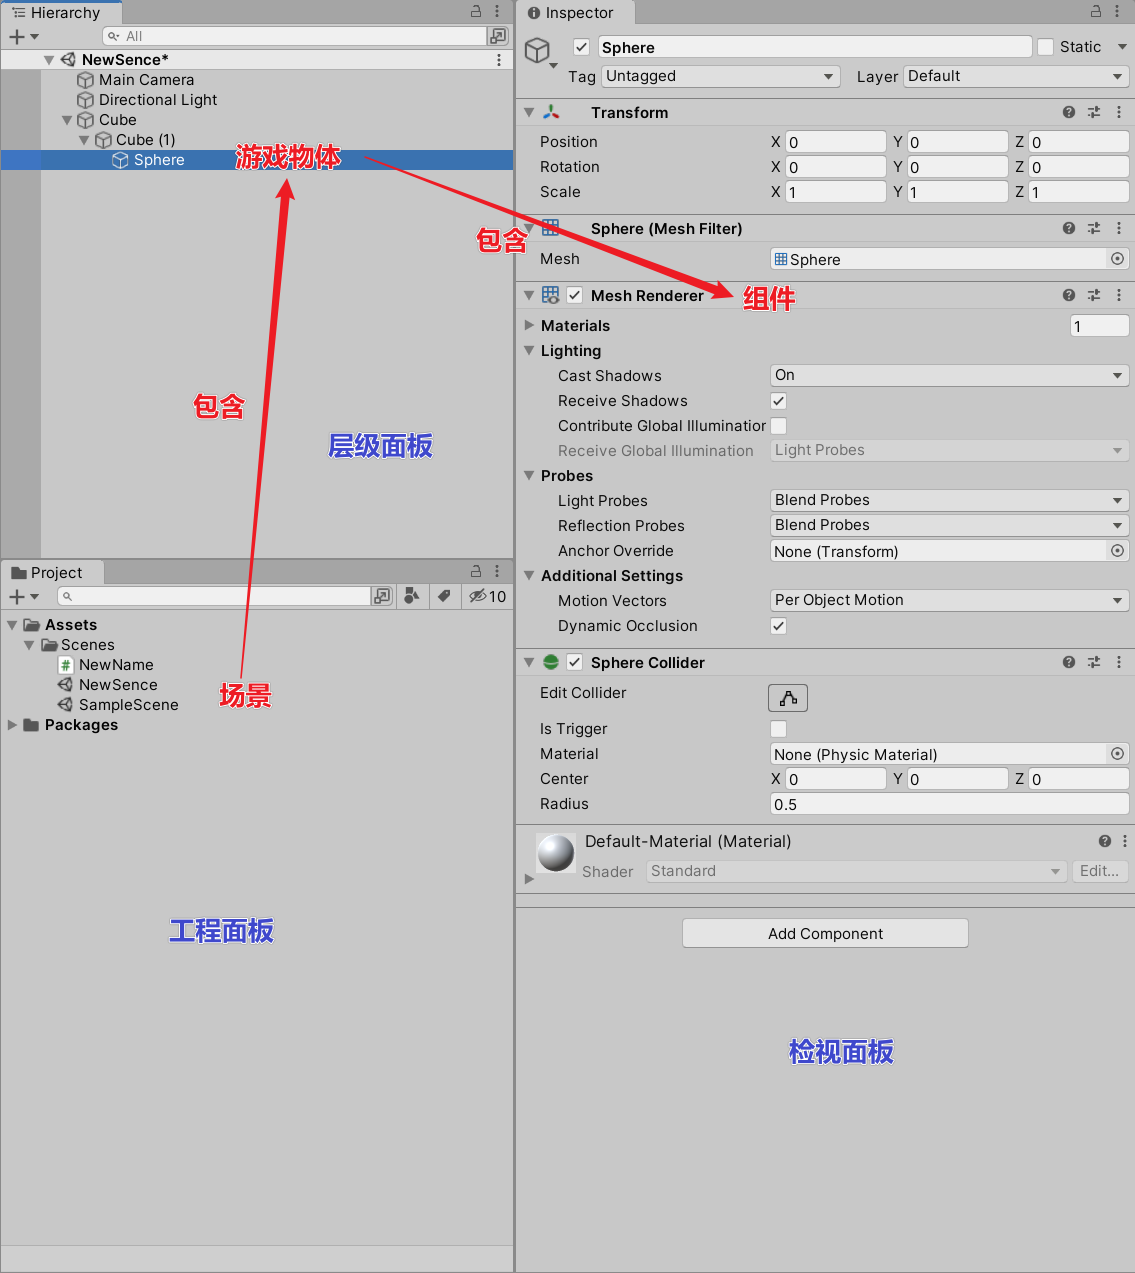 Hierarchy
All
NewSence*
Main Camera
Directional Light
Cube
Cube (1)
Sphere
游戏物体
包含
包含
层级面板
Project
10
Assets
Scenes
NewName
NewSence
SampleScene
场景
Packages
工程面板
Inspector
Sphere
Static
Tag Untagged Layer Default
Transform
Position X 0 Y 0 Z 0
Rotation X 0 Y 0 Z 0
Scale X 1 Y 1 Z 1
Sphere (Mesh Filter)
Mesh Sphere
Mesh Renderer
组件
Materials 1
Lighting
Cast Shadows On
Receive Shadows
Contribute Global Illumination
Receive Global Illumination Light Probes
Probes
Light Probes Blend Probes
Reflection Probes Blend Probes
Anchor Override None (Transform)
Additional Settings
Motion Vectors Per Object Motion
Dynamic Occlusion
Sphere Collider
Edit Collider
Is Trigger
Material None (Physic Material)
Center X 0 Y 0 Z 0
Radius 0.5
Default-Material (Material)
Shader Standard Edit...
Add Component
检视面板